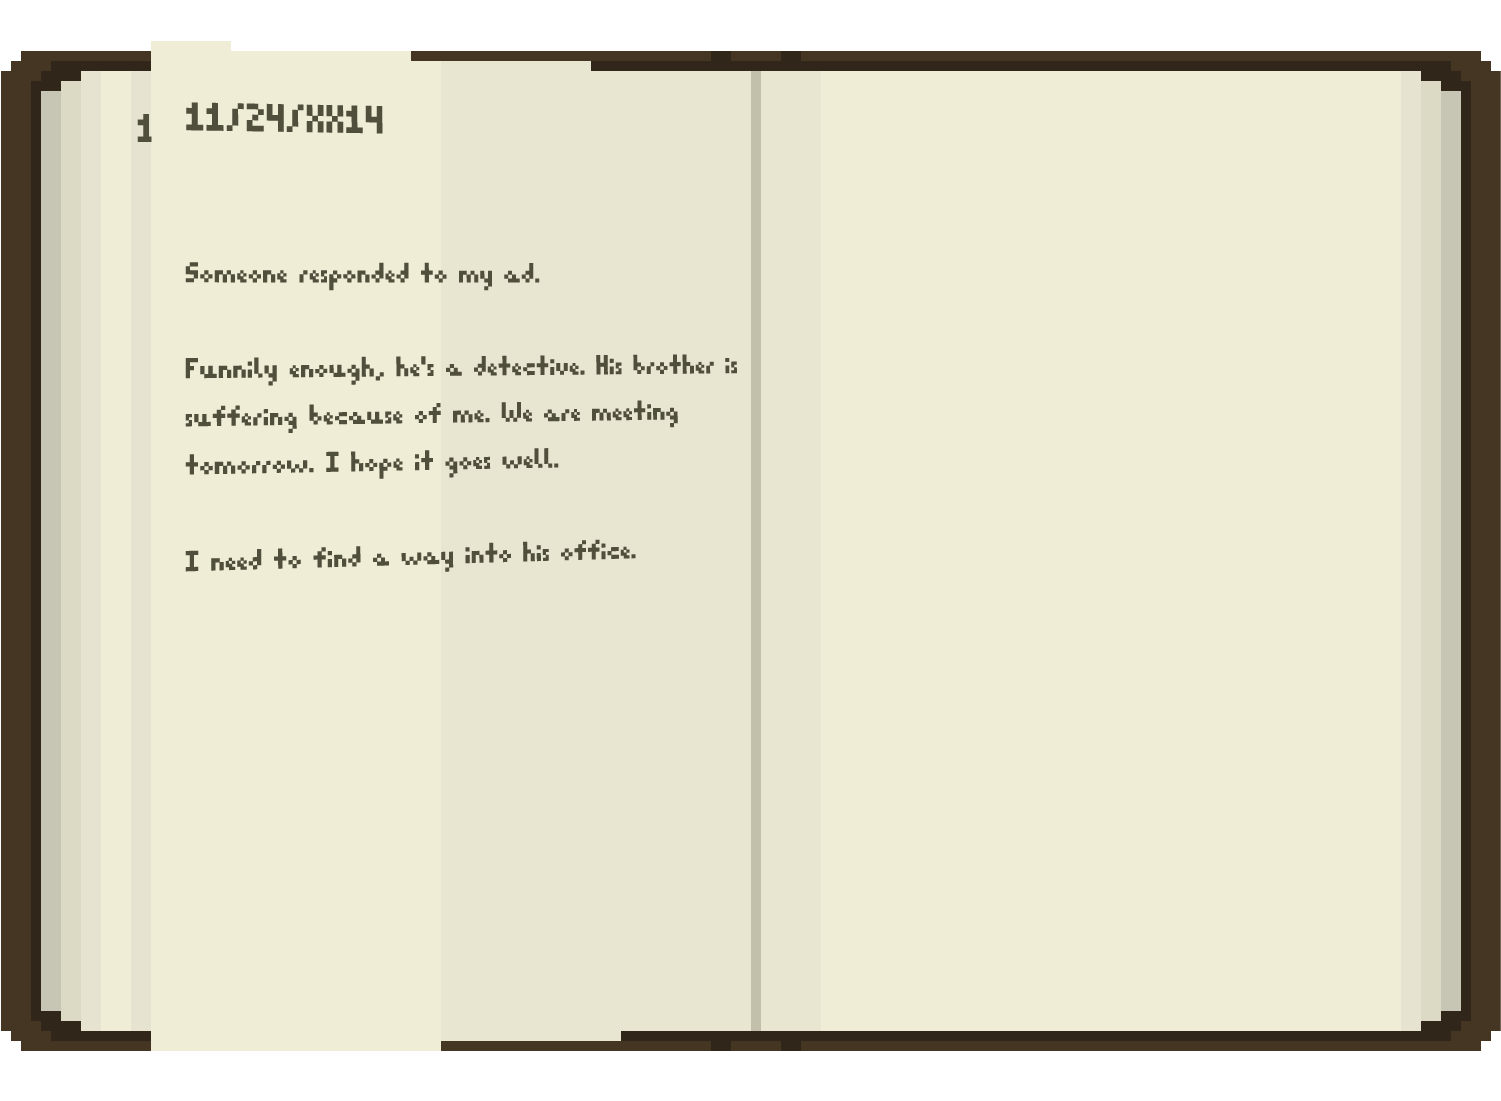 1
11/24/XX14
Someone responded to my ad.
Funnily enough, he's a detective. His brother is
suffering because of me. We are meeting
tomorrow. I hope it goes well.
I need to find a way into his office.